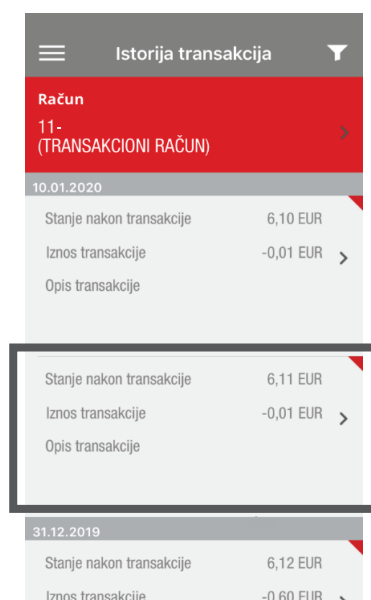 Istorija transakcija
Račun
11-
(TRANSAKCIONI RAČUN)
10.01.2020
Stanje nakon transakcije 6,10 EUR
Iznos transakcije -0,01 EUR
Opis transakcije
Stanje nakon transakcije 6,11 EUR
Iznos transakcije -0,01 EUR
Opis transakcije
31.12.2019
Stanje nakon transakcije 6,12 EUR
Iznos transakcije -0,60 EUR